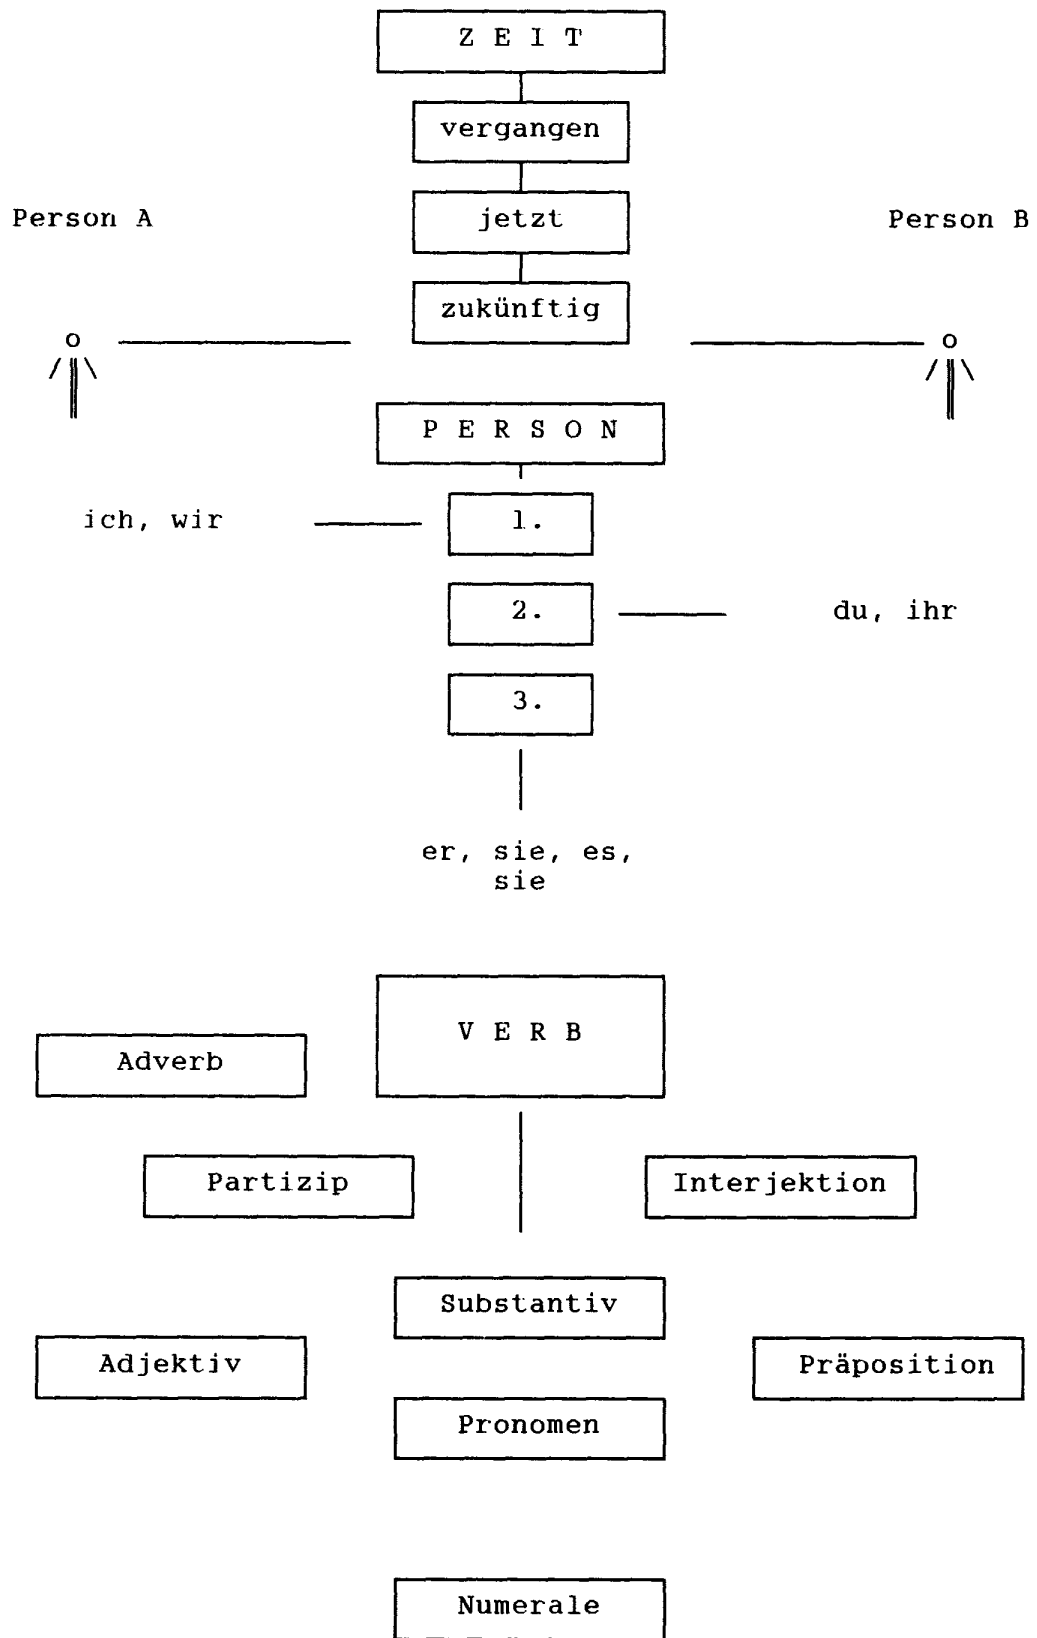 Z E I T
vergangen
Person A
jetzt
Person B
zukünftig
P E R S O N
ich, wir
1.
2.
du, ihr
3.
er, sie, es,
sie
V E R B
Adverb
Partizip
Interjektion
Substantiv
Adjektiv
Präposition
Pronomen
Numerale